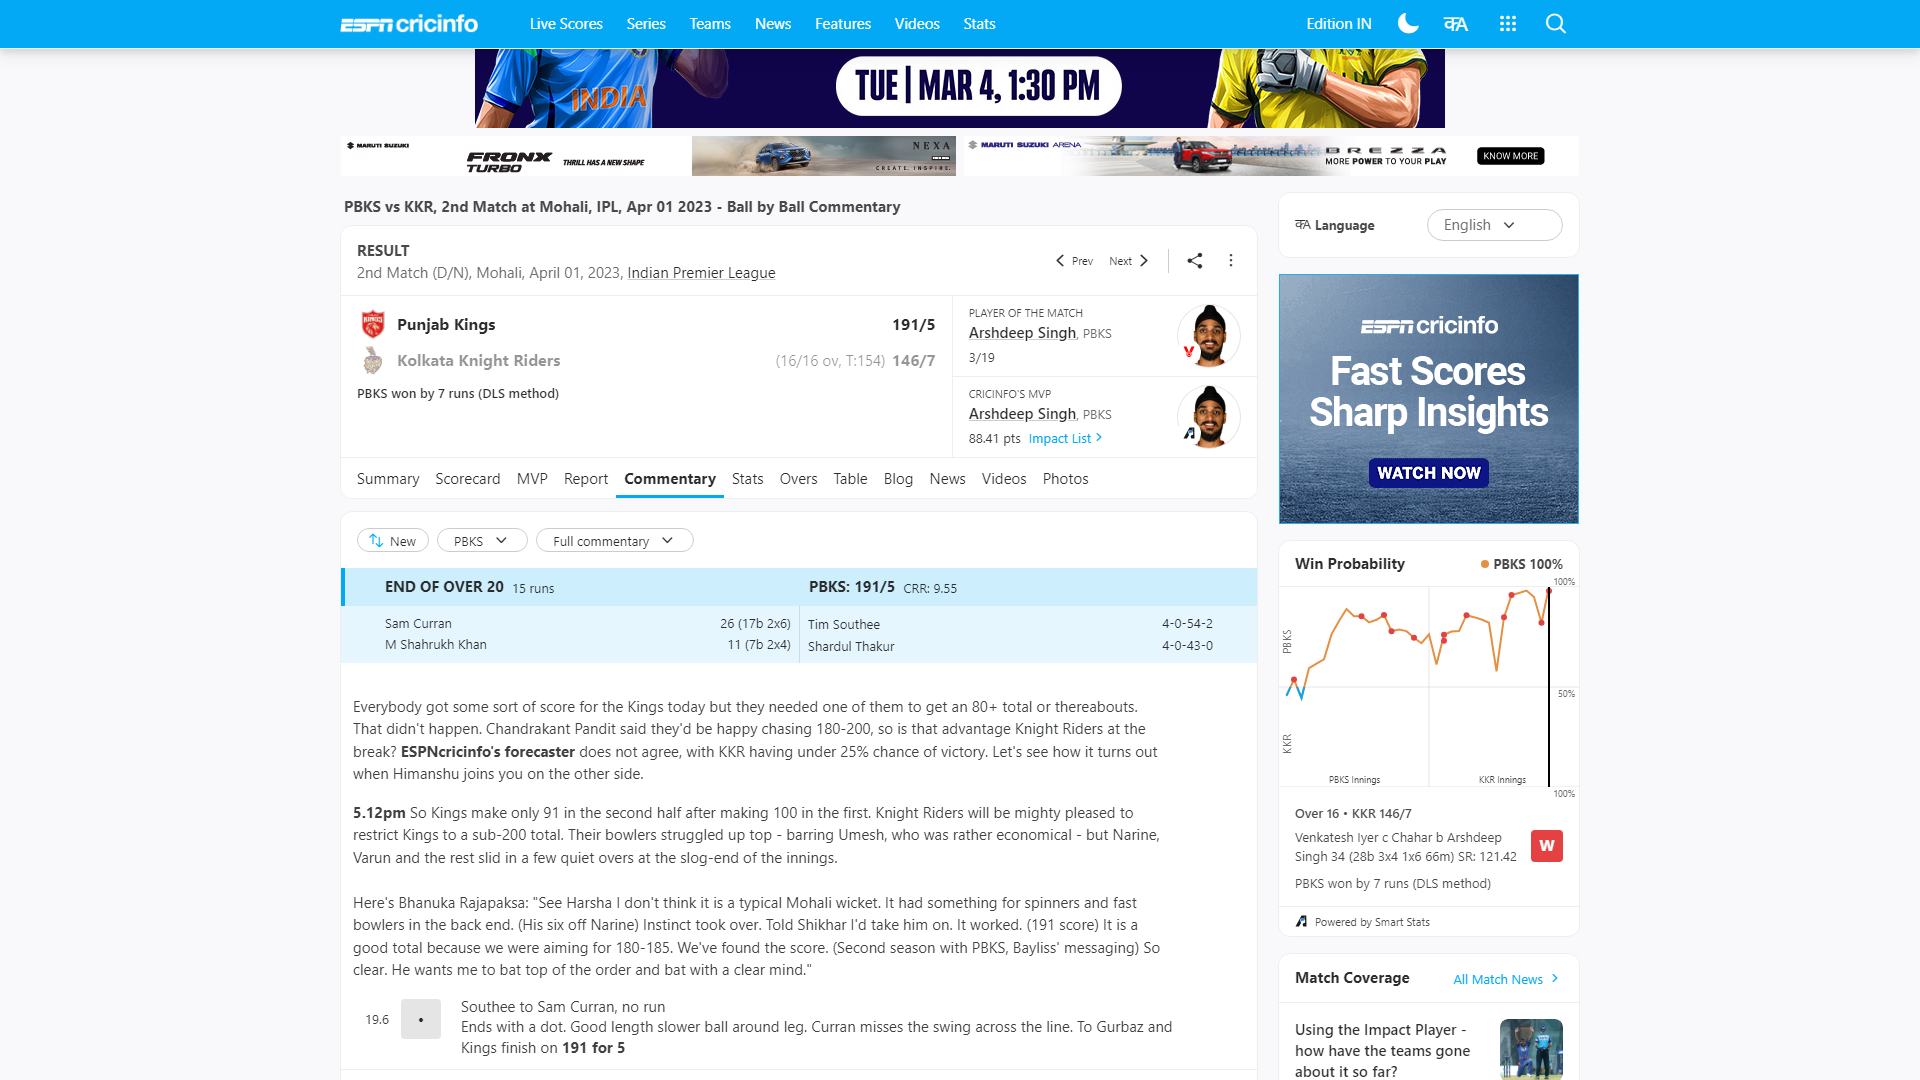 ESPN cricinfo Live Scores Series Teams News Features Videos Stats Edition IN
INDIA TUE | MAR 4, 1:30 PM
MARUTI SUZUKI FRONX TURBO THRILL HAS A NEW SHAPE NEXA CREATE. INSPIRE.
MARUTI SUZUKI ARENA BREZZA MORE POWER TO YOUR PLAY KNOW MORE
PBKS vs KKR, 2nd Match at Mohali, IPL, Apr 01 2023 - Ball by Ball Commentary
RESULT
2nd Match (D/N), Mohali, April 01, 2023, Indian Premier League
Prev Next
Punjab Kings 191/5
Kolkata Knight Riders (16/16 ov, T:154) 146/7
PBKS won by 7 runs (DLS method)
PLAYER OF THE MATCH
Arshdeep Singh, PBKS
3/19
CRICINFO'S MVP
Arshdeep Singh, PBKS
88.41 pts Impact List
Summary Scorecard MVP Report Commentary Stats Overs Table Blog News Videos Photos
New PBKS Full commentary
END OF OVER 20 15 runs PBKS: 191/5 CRR: 9.55
Sam Curran 26 (17b 2x6) Tim Southee 4-0-54-2
M Shahrukh Khan 11 (7b 2x4) Shardul Thakur 4-0-43-0
Everybody got some sort of score for the Kings today but they needed one of them to get an 80+ total or thereabouts.
That didn't happen. Chandrakant Pandit said they'd be happy chasing 180-200, so is that advantage Knight Riders at the
break? ESPNcricinfo's forecaster does not agree, with KKR having under 25% chance of victory. Let's see how it turns out
when Himanshu joins you on the other side.
5.12pm So Kings make only 91 in the second half after making 100 in the first. Knight Riders will be mighty pleased to
restrict Kings to a sub-200 total. Their bowlers struggled up top - barring Umesh, who was rather economical - but Narine,
Varun and the rest slid in a few quiet overs at the slog-end of the innings.
Here's Bhanuka Rajapaksa: "See Harsha I don't think it is a typical Mohali wicket. It had something for spinners and fast
bowlers in the back end. (His six off Narine) Instinct took over. Told Shikhar I'd take him on. It worked. (191 score) It is a
good total because we were aiming for 180-185. We've found the score. (Second season with PBKS, Bayliss' messaging) So
clear. He wants me to bat top of the order and bat with a clear mind."
19.6 • Southee to Sam Curran, no run
Ends with a dot. Good length slower ball around leg. Curran misses the swing across the line. To Gurbaz and
Kings finish on 191 for 5
क्A Language English
ESPN cricinfo
Fast Scores
Sharp Insights
WATCH NOW
Win Probability PBKS 100%
100%
PBKS
50%
KKR
PBKS Innings KKR Innings
100%
Over 16 • KKR 146/7
Venkatesh Iyer c Chahar b Arshdeep
Singh 34 (28b 3x4 1x6 66m) SR: 121.42
W
PBKS won by 7 runs (DLS method)
Powered by Smart Stats
Match Coverage All Match News
Using the Impact Player -
how have the teams gone
about it so far?